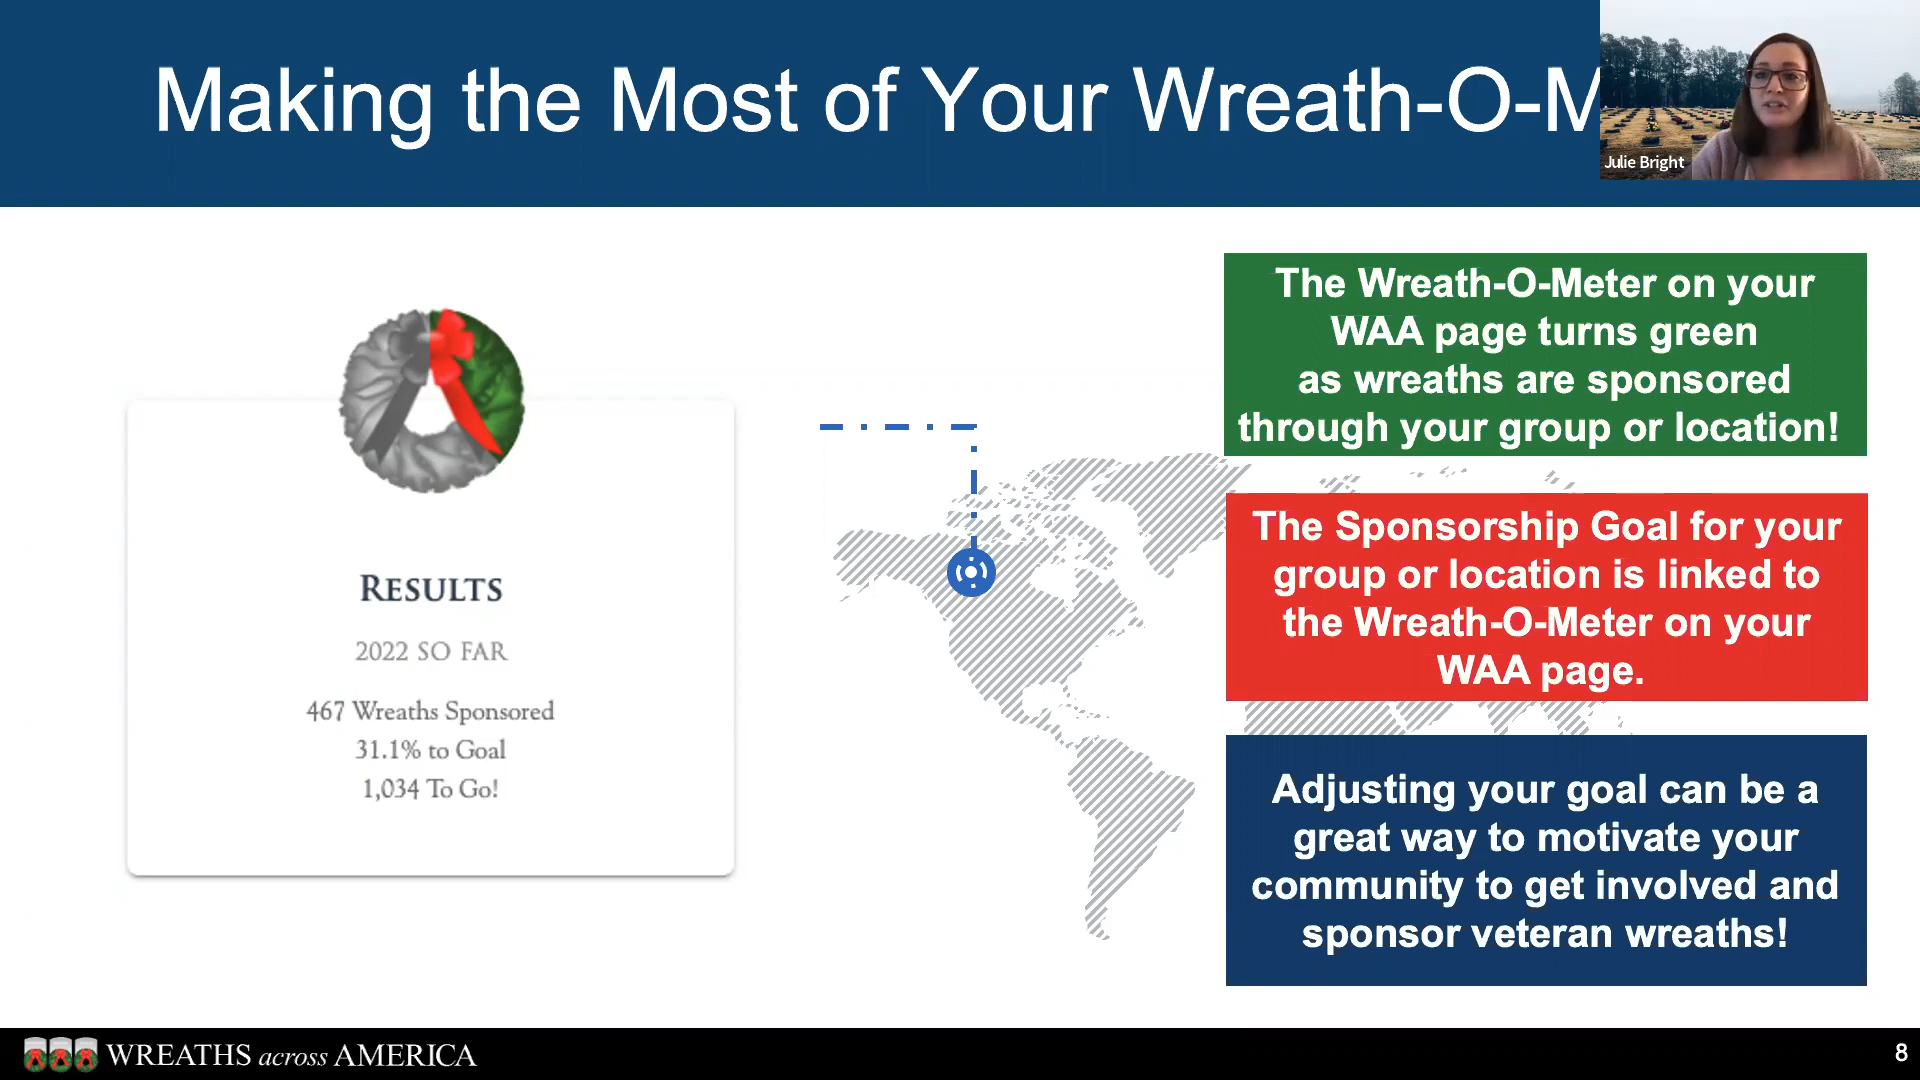 Making the Most of Your Wreath-O-M
Julie Bright
The Wreath-O-Meter on your
WAA page turns green
as wreaths are sponsored
through your group or location!
The Sponsorship Goal for your
group or location is linked to
the Wreath-O-Meter on your
WAA page.
Adjusting your goal can be a
great way to motivate your
community to get involved and
sponsor veteran wreaths!
RESULTS
2022 SO FAR
467 Wreaths Sponsored
31.1% to Goal
1,034 To Go!
WREATHS across AMERICA
8